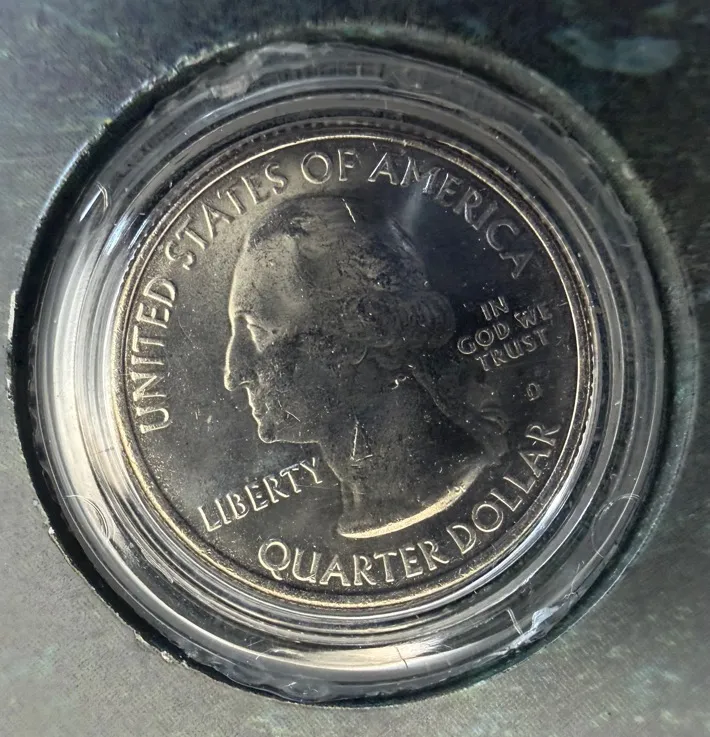 UNITED STATES OF AMERICA
LIBERTY
IN
GOD WE
TRUST
D
QUARTER DOLLAR